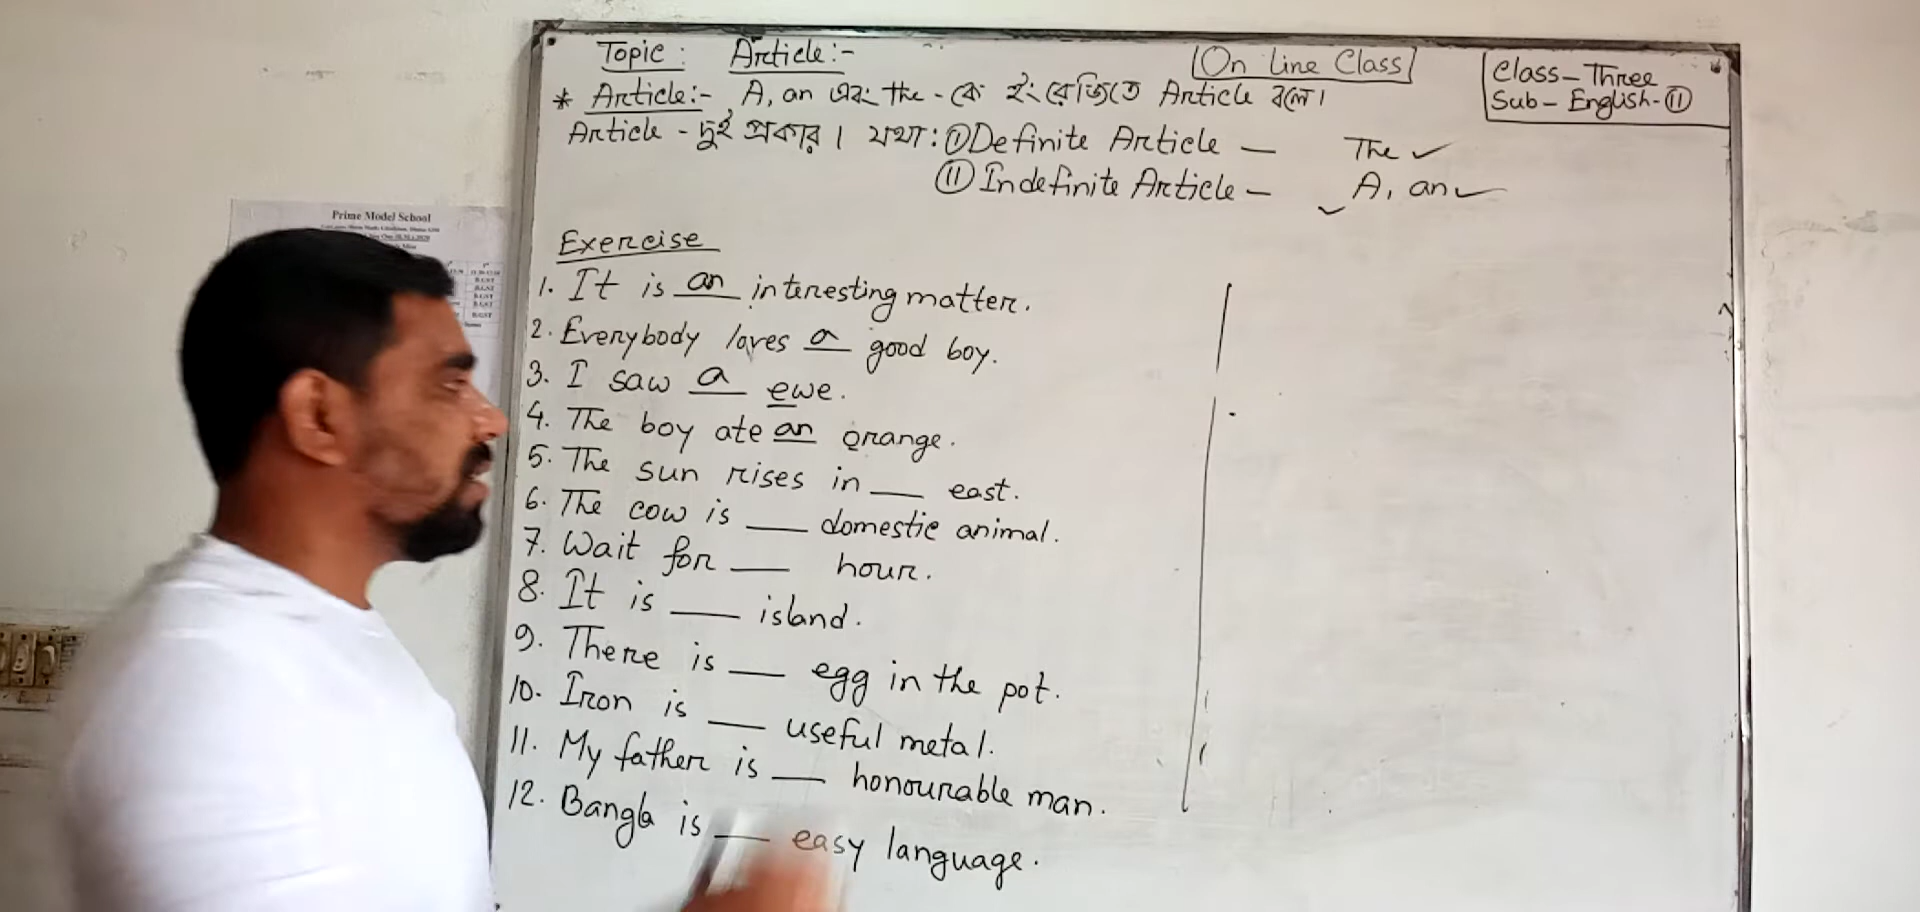 Topic: Article:-
On Line Class
Class-Three
Sub-English-II
* Article:- A, an এবং the-কে ইংরেজিতে Article বলে।
Article-দুই প্রকার। যথা: (i) Definite Article — The ✓
(ii) Indefinite Article — ✓ A, an ✓
Prime Model School
Exercise
1. It is an interesting matter.
2. Everybody loves a good boy.
3. I saw a ewe.
4. The boy ate an orange.
5. The sun rises in ___ east.
6. The cow is ___ domestic animal.
7. Wait for ___ hour.
8. It is ___ island.
9. There is ___ egg in the pot.
10. Iron is ___ useful metal.
11. My father is ___ honourable man.
12. Bangla is ___ easy language.